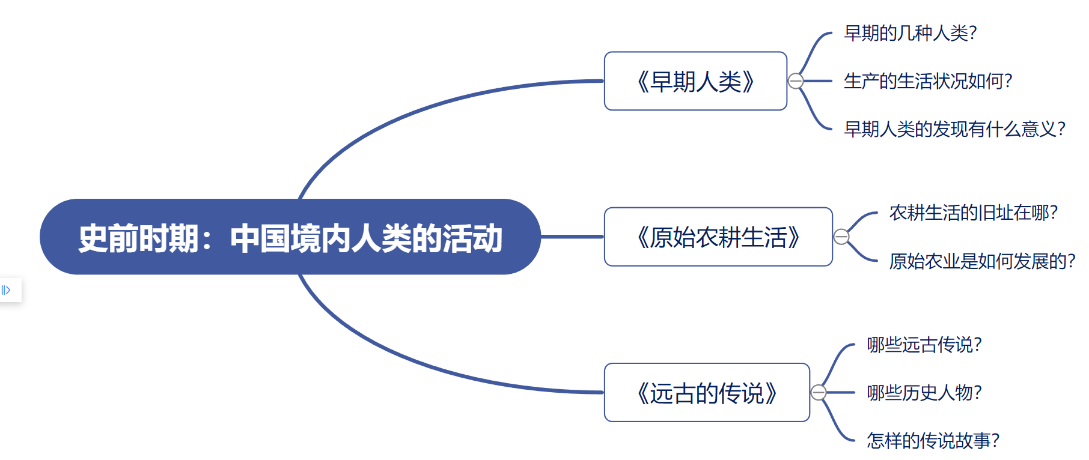 史前时期：中国境内人类的活动
《早期人类》
早期的几种人类？
生产的生活状况如何？
早期人类的发现有什么意义？
《原始农耕生活》
农耕生活的旧址在哪？
原始农业是如何发展的？
《远古的传说》
哪些远古传说？
哪些历史人物？
怎样的传说故事？